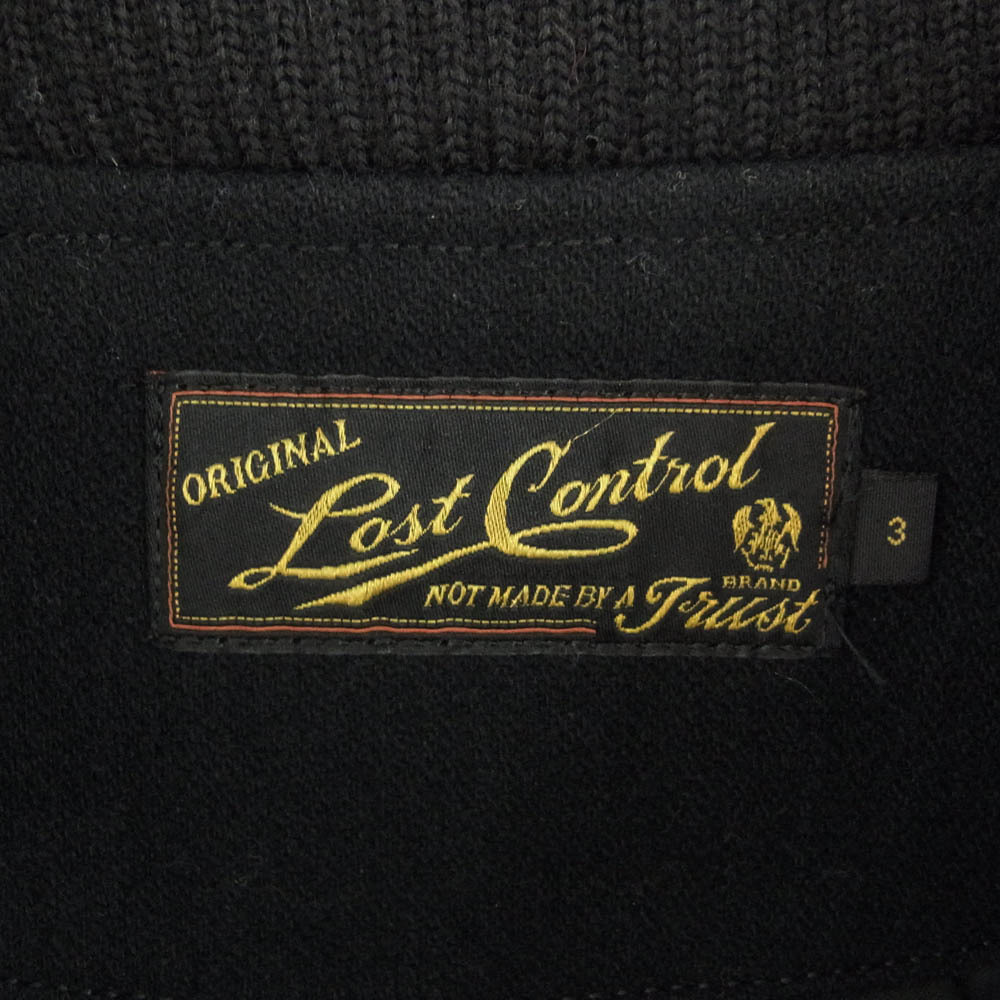 ORIGINAL
Lost Control
BRAND
NOT MADE BY A Trust
3